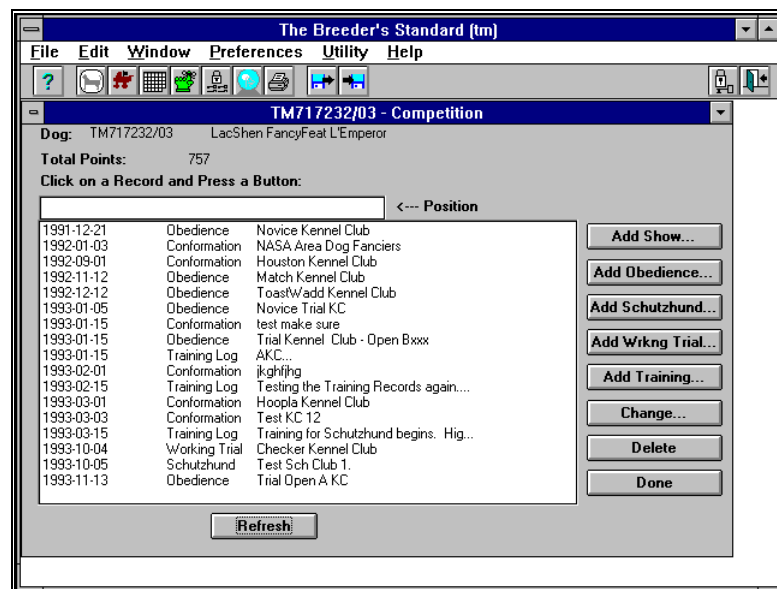 The Breeder's Standard (tm)
File Edit Window Preferences Utility Help
?
TM717232/03 - Competition
Dog: TM717232/03 LacShen FancyFeat L'Emperor
Total Points: 757
Click on a Record and Press a Button:
<--- Position
1991-12-21 Obedience Novice Kennel Club
1992-01-03 Conformation NASA Area Dog Fanciers
1992-09-01 Conformation Houston Kennel Club
1992-11-12 Obedience Match Kennel Club
1992-12-12 Obedience ToastWadd Kennel Club
1993-01-05 Obedience Novice Trial KC
1993-01-15 Conformation test make sure
1993-01-15 Obedience Trial Kennel Club - Open Bxxx
1993-01-15 Training Log AKC...
1993-02-01 Conformation jkghfjhg
1993-02-15 Training Log Testing the Training Records again....
1993-03-01 Conformation Hoopla Kennel Club
1993-03-03 Conformation Test KC 12
1993-03-15 Training Log Training for Schutzhund begins. Hig...
1993-10-04 Working Trial Checker Kennel Club
1993-10-05 Schutzhund Test Sch Club 1.
1993-11-13 Obedience Trial Open A KC
Add Show...
Add Obedience...
Add Schutzhund...
Add Wrkng Trial...
Add Training...
Change...
Delete
Done
Refresh